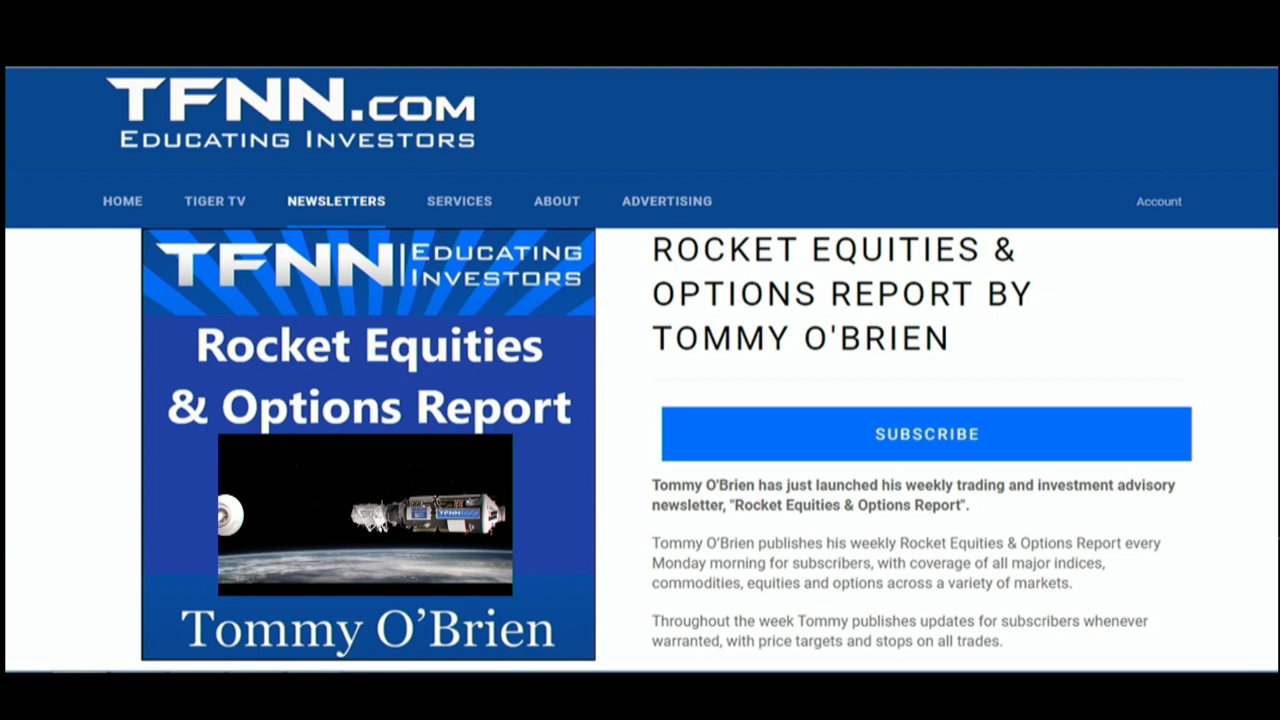 TFNN.COM
EDUCATING INVESTORS
HOME TIGER TV NEWSLETTERS SERVICES ABOUT ADVERTISING Account
TFNN EDUCATING
INVESTORS
Rocket Equities
& Options Report
TFNN
Tommy O’Brien
ROCKET EQUITIES &
OPTIONS REPORT BY
TOMMY O'BRIEN
SUBSCRIBE
Tommy O'Brien has just launched his weekly trading and investment advisory
newsletter, "Rocket Equities & Options Report".
Tommy O’Brien publishes his weekly Rocket Equities & Options Report every
Monday morning for subscribers, with coverage of all major indices,
commodities, equities and options across a variety of markets.
Throughout the week Tommy publishes updates for subscribers whenever
warranted, with price targets and stops on all trades.